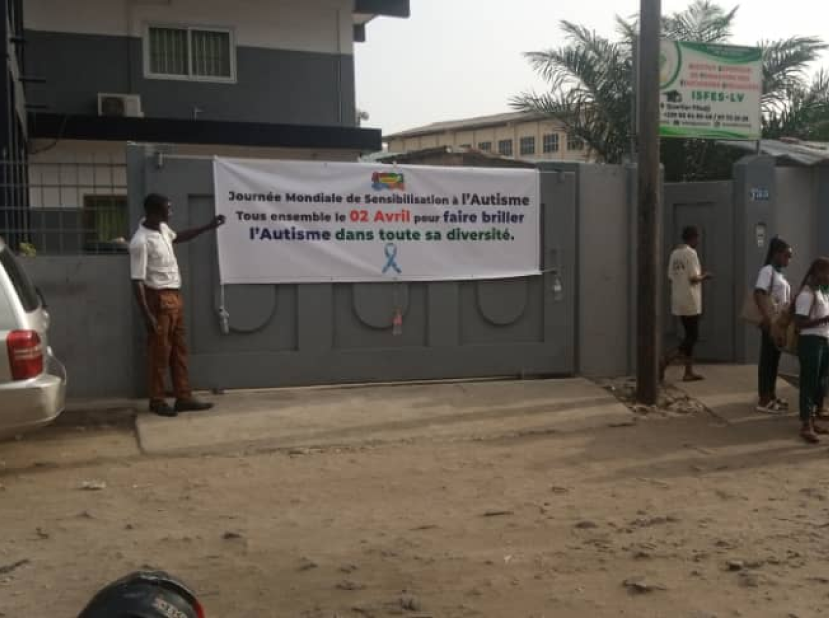 Journée Mondiale de Sensibilisation à l'Autisme
Tous ensemble le 02 Avril pour faire briller
l'Autisme dans toute sa diversité.
ISFES-LV